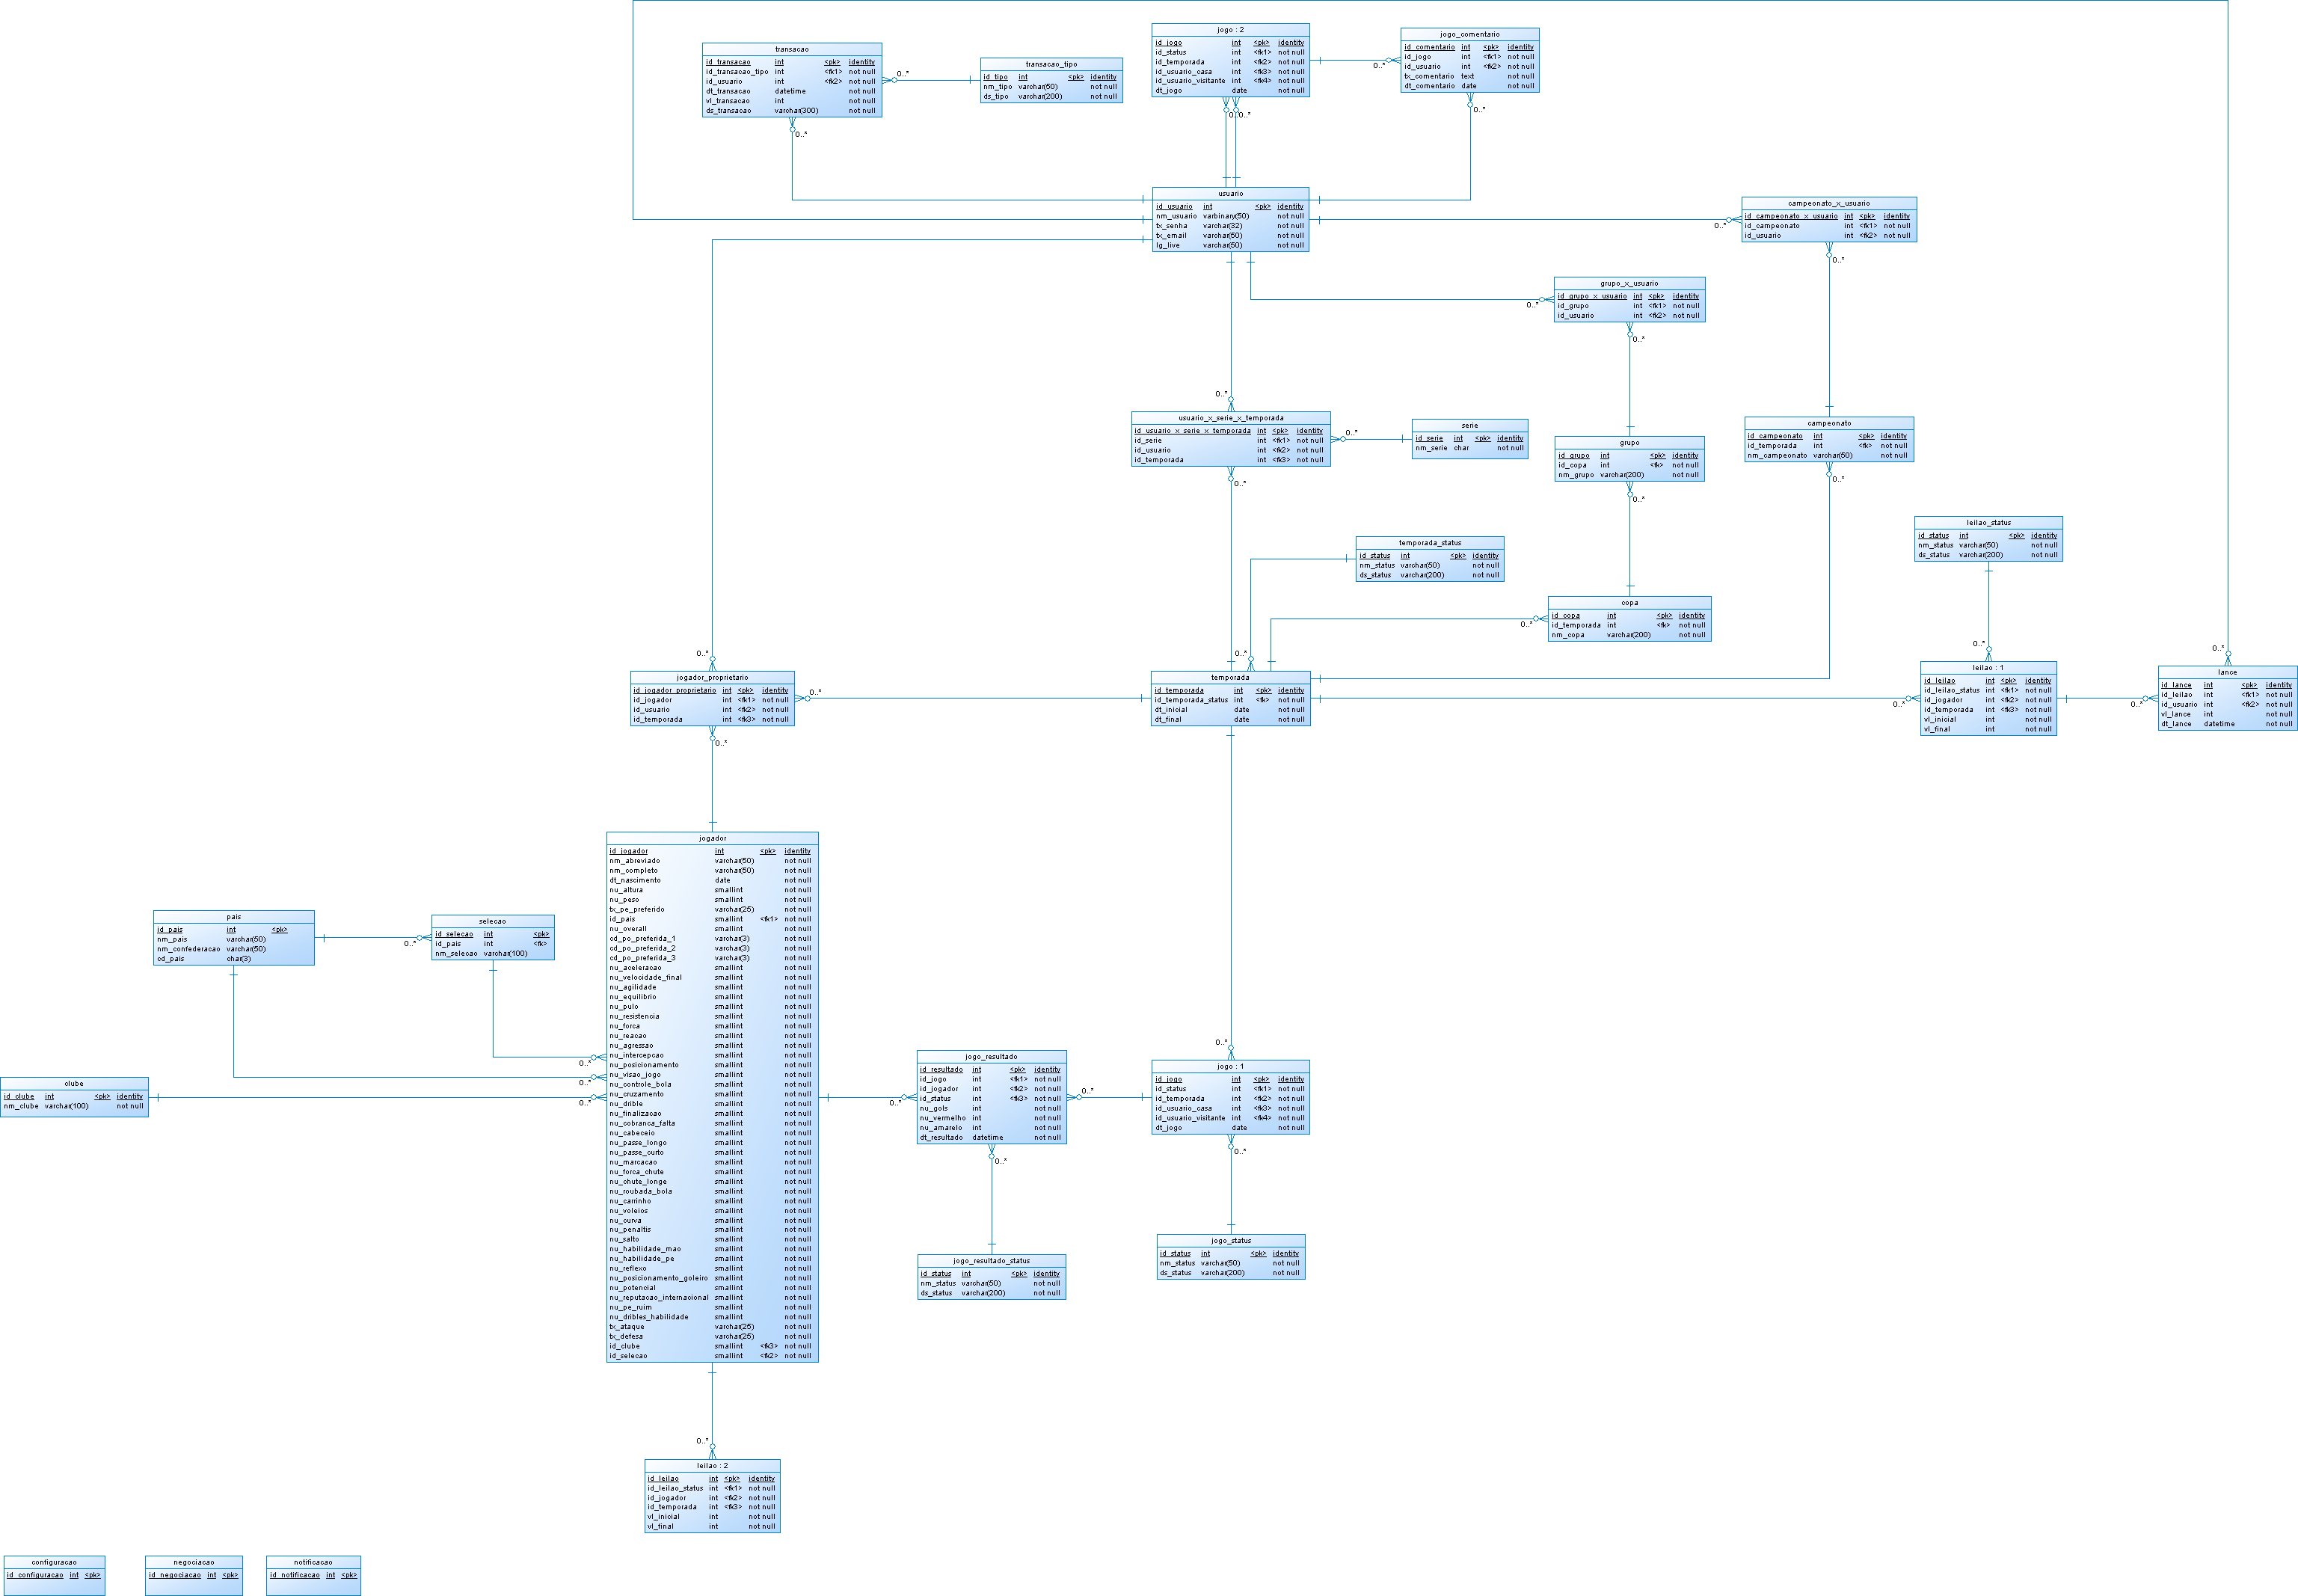 transacao
id_transacao int <pk> identity
id_transacao_tipo int <fk1> not null
id_usuario int <fk2> not null
dt_transacao datetime not null
vl_transacao int not null
ds_transacao varchar(300) not null
0..*
0..*
transacao_tipo
id_tipo int <pk> identity
nm_tipo varchar(50) not null
ds_tipo varchar(200) not null
jogo : 2
id_jogo int <pk> identity
id_status int <fk1> not null
id_temporada int <fk2> not null
id_usuario_casa int <fk3> not null
id_usuario_visitante int <fk4> not null
dt_jogo date not null
0..*
0..*
jogo_comentario
id_comentario int <pk> identity
id_jogo int <fk1> not null
id_usuario int <fk2> not null
tx_comentario text not null
dt_comentario date not null
0..*
0..*
usuario
id_usuario int <pk> identity
nm_usuario varbinary(50) not null
tx_senha varchar(32) not null
tx_email varchar(50) not null
lg_live varchar(50) not null
campeonato_x_usuario
id_campeonato_x_usuario int <pk> identity
id_campeonato int <fk1> not null
id_usuario int <fk2> not null
0..*
0..*
grupo_x_usuario
id_grupo_x_usuario int <pk> identity
id_grupo int <fk1> not null
id_usuario int <fk2> not null
0..*
0..*
0..*
usuario_x_serie_x_temporada
id_usuario_x_serie_x_temporada int <pk> identity
id_serie int <fk1> not null
id_usuario int <fk2> not null
id_temporada int <fk3> not null
0..*
0..*
serie
id_serie int <pk> identity
nm_serie char not null
grupo
id_grupo int <pk> identity
id_copa int <fk> not null
nm_grupo varchar(200) not null
0..*
campeonato
id_campeonato int <pk> identity
id_temporada int <fk> not null
nm_campeonato varchar(50) not null
0..*
leilao_status
id_status int <pk> identity
nm_status varchar(50) not null
ds_status varchar(200) not null
temporada_status
id_status int <pk> identity
nm_status varchar(50) not null
ds_status varchar(200) not null
copa
id_copa int <pk> identity
id_temporada int <fk> not null
nm_copa varchar(200) not null
0..*
0..*
jogador_proprietario
id_jogador_proprietario int <pk> identity
id_jogador int <fk1> not null
id_usuario int <fk2> not null
id_temporada int <fk3> not null
0..*
0..*
0..*
temporada
id_temporada int <pk> identity
id_temporada_status int <fk> not null
dt_inicial date not null
dt_final date not null
0..*
leilao : 1
id_leilao int <pk> identity
id_leilao_status int <fk1> not null
id_jogador int <fk2> not null
id_temporada int <fk3> not null
vl_inicial int not null
vl_final int not null
0..*
0..*
0..*
lance
id_lance int <pk> identity
id_leilao int <fk1> not null
id_usuario int <fk2> not null
vl_lance int not null
dt_lance datetime not null
0..*
jogador
id_jogador int <pk> identity
nm_abreviado varchar(50) not null
nm_completo varchar(50) not null
dt_nascimento date not null
nu_altura smallint not null
nu_peso smallint not null
tx_pe_preferido varchar(25) not null
id_pais smallint <fk1> not null
nu_overall smallint not null
cd_po_preferida_1 varchar(3) not null
cd_po_preferida_2 varchar(3) not null
cd_po_preferida_3 varchar(3) not null
nu_aceleracao smallint not null
nu_velocidade_final smallint not null
nu_agilidade smallint not null
nu_equilibrio smallint not null
nu_pulo smallint not null
nu_resistencia smallint not null
nu_forca smallint not null
nu_reacao smallint not null
nu_agressao smallint not null
nu_intercepcao smallint not null
nu_posicionamento smallint not null
nu_visao_jogo smallint not null
nu_controle_bola smallint not null
nu_cruzamento smallint not null
nu_drible smallint not null
nu_finalizacao smallint not null
nu_cobranca_falta smallint not null
nu_cabeceio smallint not null
nu_passe_longo smallint not null
nu_passe_curto smallint not null
nu_marcacao smallint not null
nu_forca_chute smallint not null
nu_chute_longe smallint not null
nu_roubada_bola smallint not null
nu_carrinho smallint not null
nu_voleios smallint not null
nu_curva smallint not null
nu_penaltis smallint not null
nu_salto smallint not null
nu_habilidade_mao smallint not null
nu_habilidade_pe smallint not null
nu_reflexo smallint not null
nu_posicionamento_goleiro smallint not null
nu_potencial smallint not null
nu_reputacao_internacional smallint not null
nu_pe_ruim smallint not null
nu_dribles_habilidade smallint not null
tx_ataque varchar(25) not null
tx_defesa varchar(25) not null
id_clube smallint <fk3> not null
id_selecao smallint <fk2> not null
pais
id_pais int <pk>
nm_pais varchar(50)
nm_confederacao varchar(50)
cd_pais char(3)
0..*
selecao
id_selecao int <pk>
id_pais int <fk>
nm_selecao varchar(100)
0..*
0..*
0..*
clube
id_clube int <pk> identity
nm_clube varchar(100) not null
jogo_resultado
id_resultado int <pk> identity
id_jogo int <fk1> not null
id_jogador int <fk2> not null
id_status int <fk3> not null
nu_gols int not null
nu_vermelho int not null
nu_amarelo int not null
dt_resultado datetime not null
0..*
0..*
0..*
0..*
jogo : 1
id_jogo int <pk> identity
id_status int <fk1> not null
id_temporada int <fk2> not null
id_usuario_casa int <fk3> not null
id_usuario_visitante int <fk4> not null
dt_jogo date not null
0..*
jogo_status
id_status int <pk> identity
nm_status varchar(50) not null
ds_status varchar(200) not null
jogo_resultado_status
id_status int <pk> identity
nm_status varchar(50) not null
ds_status varchar(200) not null
0..*
leilao : 2
id_leilao int <pk> identity
id_leilao_status int <fk1> not null
id_jogador int <fk2> not null
id_temporada int <fk3> not null
vl_inicial int not null
vl_final int not null
configuracao
id_configuracao int <pk>
negociacao
id_negociacao int <pk>
notificacao
id_notificacao int <pk>